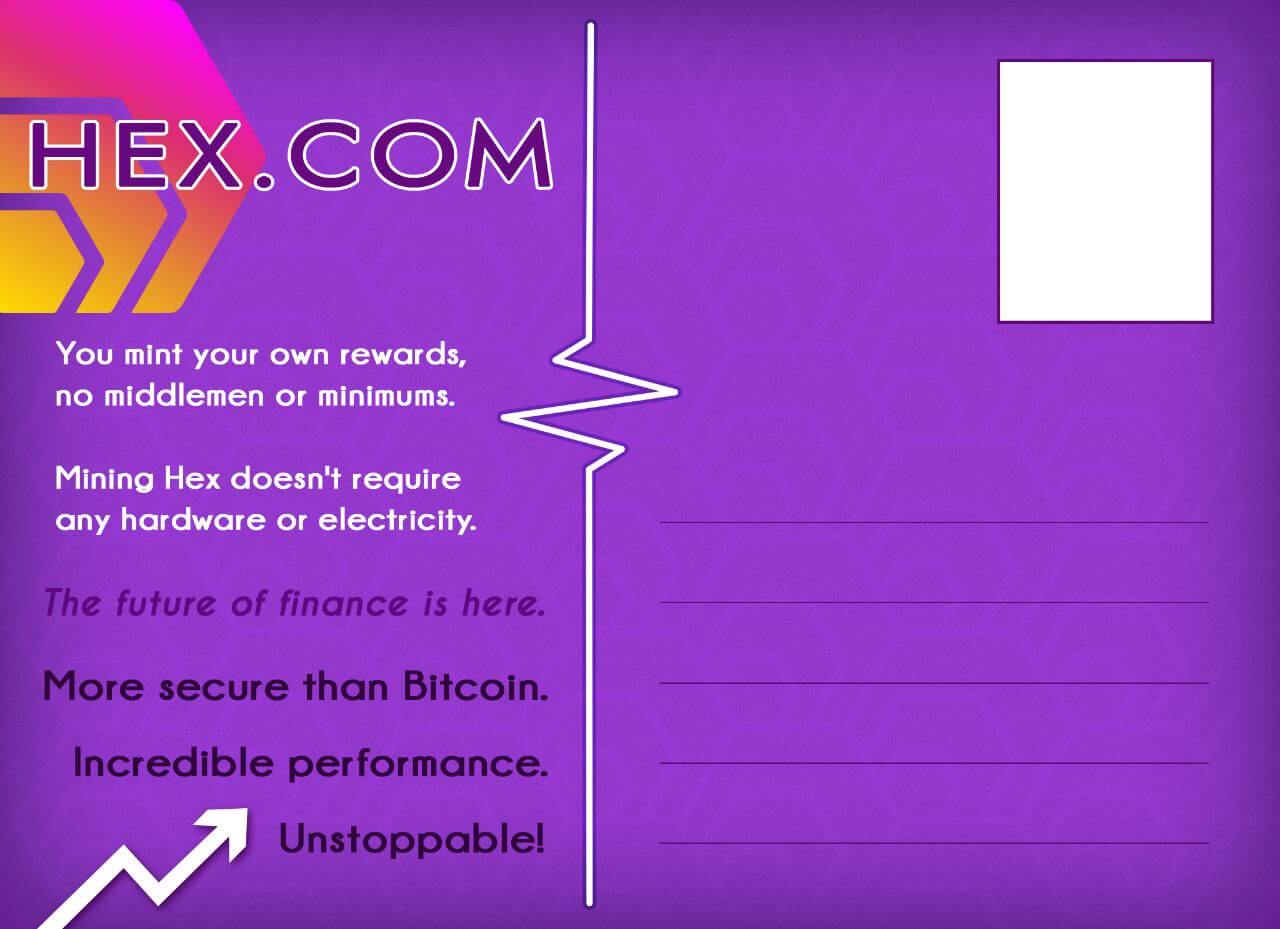 HEX.COM
You mint your own rewards,
no middlemen or minimums.
Mining Hex doesn't require
any hardware or electricity.
The future of finance is here.
More secure than Bitcoin.
Incredible performance.
Unstoppable!